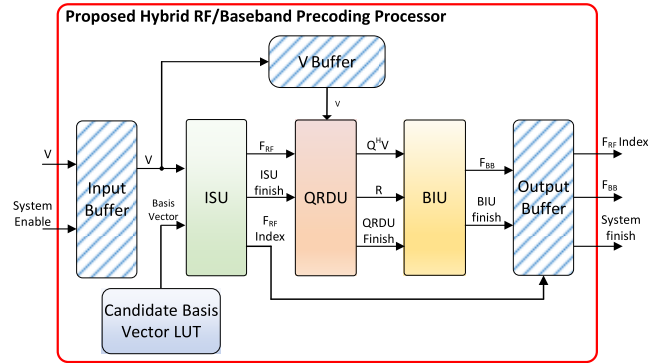 Proposed Hybrid RF/Baseband Precoding Processor
V Buffer
V
V
System
Enable
Input
Buffer
V
Basis
Vector
Candidate Basis
Vector LUT
ISU
F_RF
ISU
finish
F_RF
Index
QRDU
Q^H V
R
QRDU
Finish
BIU
F_BB
BIU
finish
Output
Buffer
F_RF Index
F_BB
System
finish